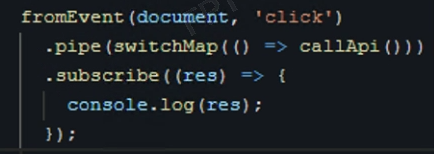 fromEvent(document, 'click')
.pipe(switchMap(() => callApi()))
.subscribe((res) => {
console.log(res);
});